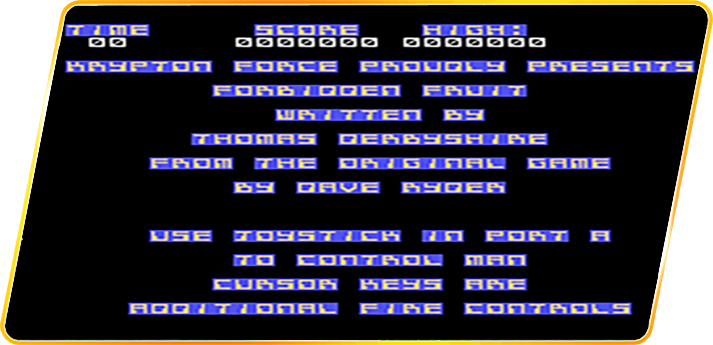 TIME SCORE HIGH:
00 0000000 0000000
KRYPTON FORCE PROUDLY PRESENTS
FORBIDDEN FRUIT
WRITTEN BY
THOMAS DERBYSHIRE
FROM THE ORIGINAL GAME
BY DAVE RYDER
USE JOYSTICK IN PORT A
TO CONTROL MAN
CURSOR KEYS ARE
ADDITIONAL FIRE CONTROLS